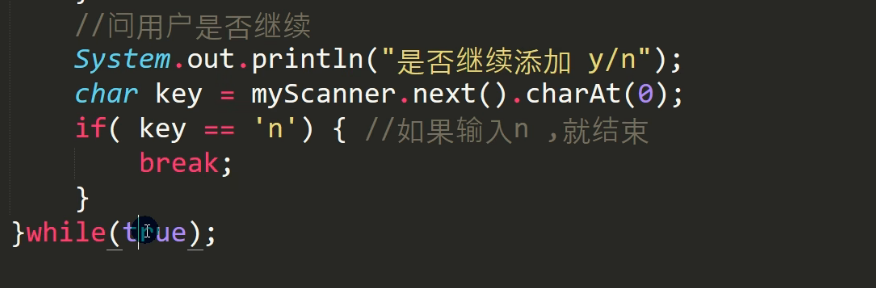 //问用户是否继续
System.out.println("是否继续添加 y/n");
char key = myScanner.next().charAt(0);
if( key == 'n') { //如果输入n ,就结束
break;
}
}while(true);